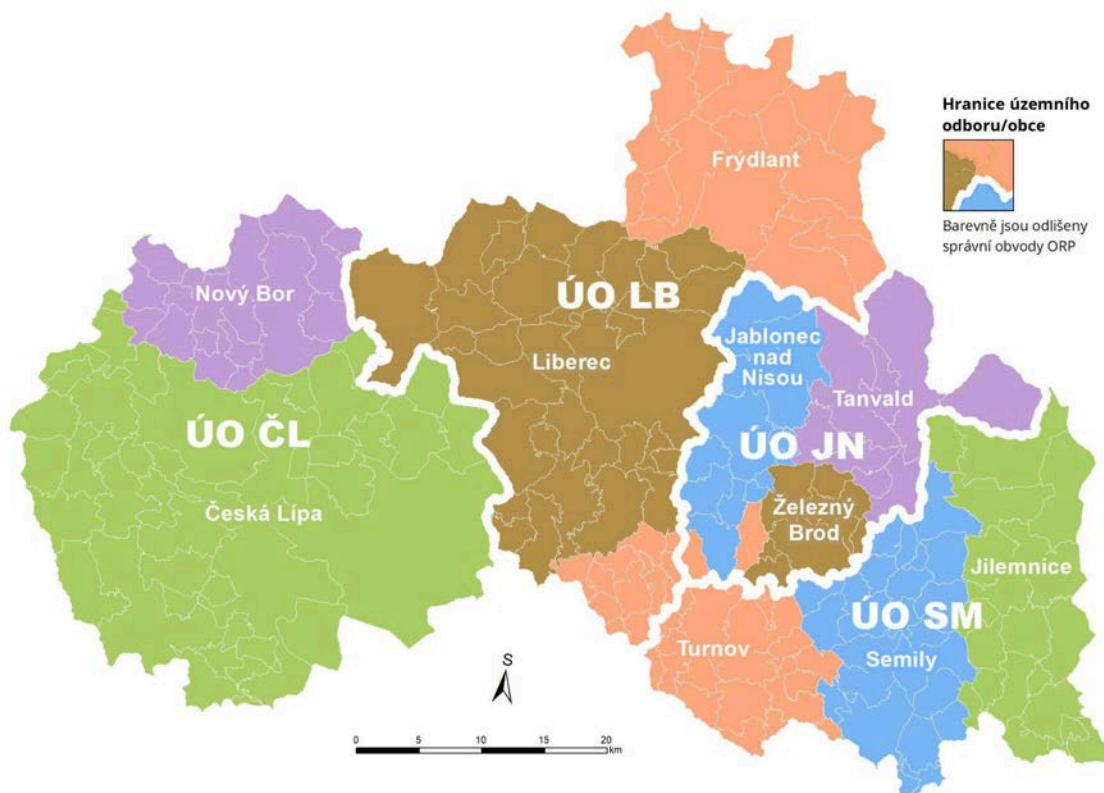 Hranice územního
odboru/obce
Barevně jsou odlišeny
správní obvody ORP
Frýdlant
Nový Bor
ÚO LB
Liberec
Jablonec
nad
Nisou
Tanvald
ÚO ČL
Česká Lípa
ÚO JN
Železný
Brod
Jilemnice
ÚO SM
Turnov
Semily
S
0 5 10 15 20
km